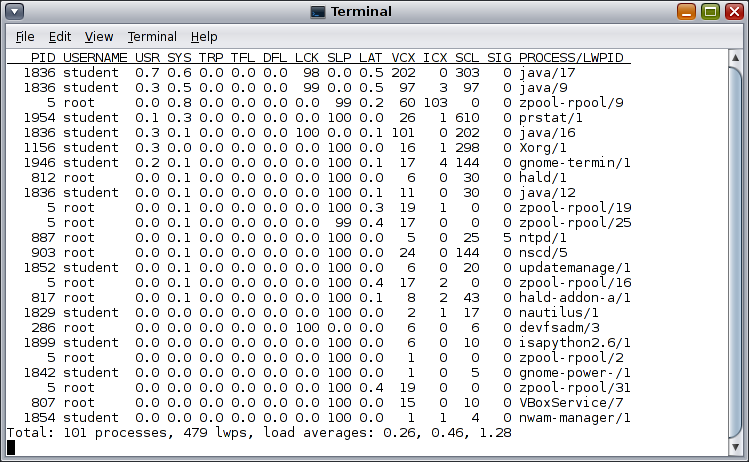 Terminal
File Edit View Terminal Help
PID USERNAME USR SYS TRP TFL DFL LCK SLP LAT VCX ICX SCL SIG PROCESS/LWPID
1836 student 0.7 0.6 0.0 0.0 0.0 98 0.0 0.5 202 0 303 0 java/17
1836 student 0.3 0.5 0.0 0.0 0.0 99 0.0 0.5 97 3 97 0 java/9
5 root 0.0 0.8 0.0 0.0 0.0 0.0 99 0.2 60 103 0 0 zpool-rpool/9
1954 student 0.1 0.3 0.0 0.0 0.0 0.0 100 0.0 26 1 610 0 prstat/1
1836 student 0.3 0.1 0.0 0.0 0.0 100 0.0 0.1 101 0 202 0 java/16
1156 student 0.3 0.0 0.0 0.0 0.0 0.0 100 0.0 16 1 298 0 Xorg/1
1946 student 0.2 0.1 0.0 0.0 0.0 0.0 100 0.1 17 4 144 0 gnome-termin/1
812 root 0.0 0.1 0.0 0.0 0.0 0.0 100 0.0 6 0 30 0 hald/1
1836 student 0.0 0.1 0.0 0.0 0.0 0.0 100 0.1 11 0 30 0 java/12
5 root 0.0 0.1 0.0 0.0 0.0 0.0 100 0.3 19 1 0 0 zpool-rpool/19
5 root 0.0 0.1 0.0 0.0 0.0 0.0 99 0.4 17 0 0 0 zpool-rpool/25
887 root 0.0 0.1 0.0 0.0 0.0 0.0 100 0.0 5 0 25 5 ntpd/1
903 root 0.0 0.1 0.0 0.0 0.0 0.0 100 0.0 24 0 144 0 nscd/5
1852 student 0.0 0.1 0.0 0.0 0.0 0.0 100 0.0 6 0 20 0 updatemanage/1
5 root 0.0 0.1 0.0 0.0 0.0 0.0 100 0.4 17 2 0 0 zpool-rpool/16
817 root 0.0 0.1 0.0 0.0 0.0 0.0 100 0.1 8 2 43 0 hald-addon-a/1
1829 student 0.0 0.0 0.0 0.0 0.0 0.0 100 0.0 2 1 17 0 nautilus/1
286 root 0.0 0.0 0.0 0.0 0.0 100 0.0 0.0 6 0 6 0 devfsadm/3
1899 student 0.0 0.0 0.0 0.0 0.0 0.0 100 0.0 6 0 10 0 isapython2.6/1
5 root 0.0 0.0 0.0 0.0 0.0 0.0 100 0.0 1 0 0 0 zpool-rpool/2
1842 student 0.0 0.0 0.0 0.0 0.0 0.0 100 0.0 1 0 5 0 gnome-power-/1
5 root 0.0 0.0 0.0 0.0 0.0 0.0 100 0.4 19 0 0 0 zpool-rpool/31
807 root 0.0 0.0 0.0 0.0 0.0 0.0 100 0.0 15 0 10 0 VBoxService/7
1854 student 0.0 0.0 0.0 0.0 0.0 0.0 100 0.0 1 1 4 0 nwam-manager/1
Total: 101 processes, 479 lwps, load averages: 0.26, 0.46, 1.28